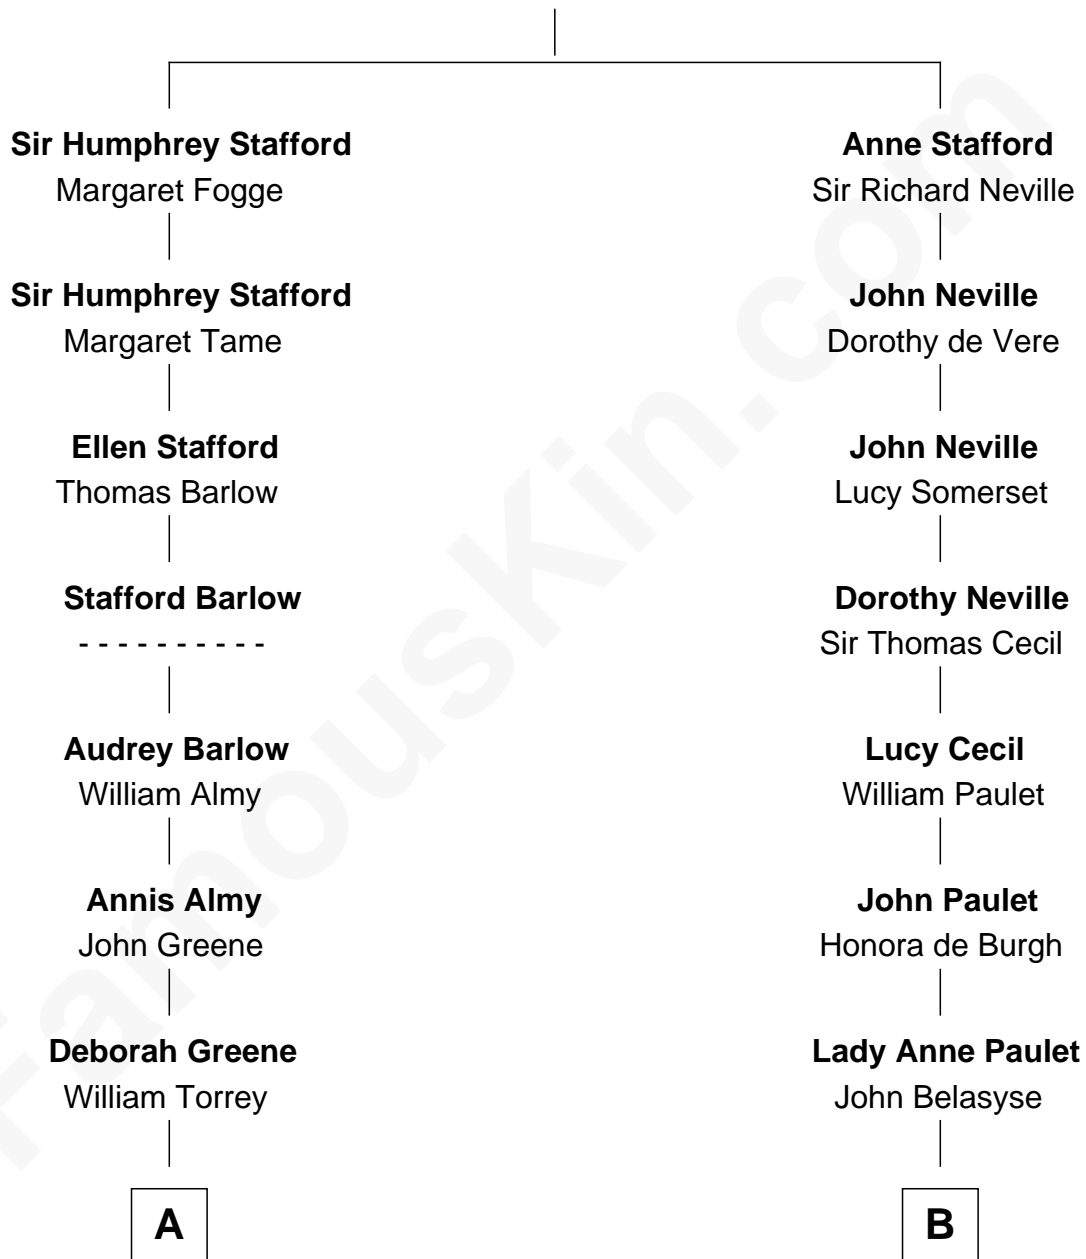 Sir Humphrey Stafford
Margaret Fogge
Anne Stafford
Sir Richard Neville
Sir Humphrey Stafford
Margaret Tame
John Neville
Dorothy de Vere
Ellen Stafford
Thomas Barlow
John Neville
Lucy Somerset
Stafford Barlow
- - - - - - - - - -
Dorothy Neville
Sir Thomas Cecil
Audrey Barlow
William Almy
Lucy Cecil
William Paulet
Annis Almy
John Greene
John Paulet
Honora de Burgh
Deborah Greene
William Torrey
Lady Anne Paulet
John Belasyse
A
B
FamousKin.com